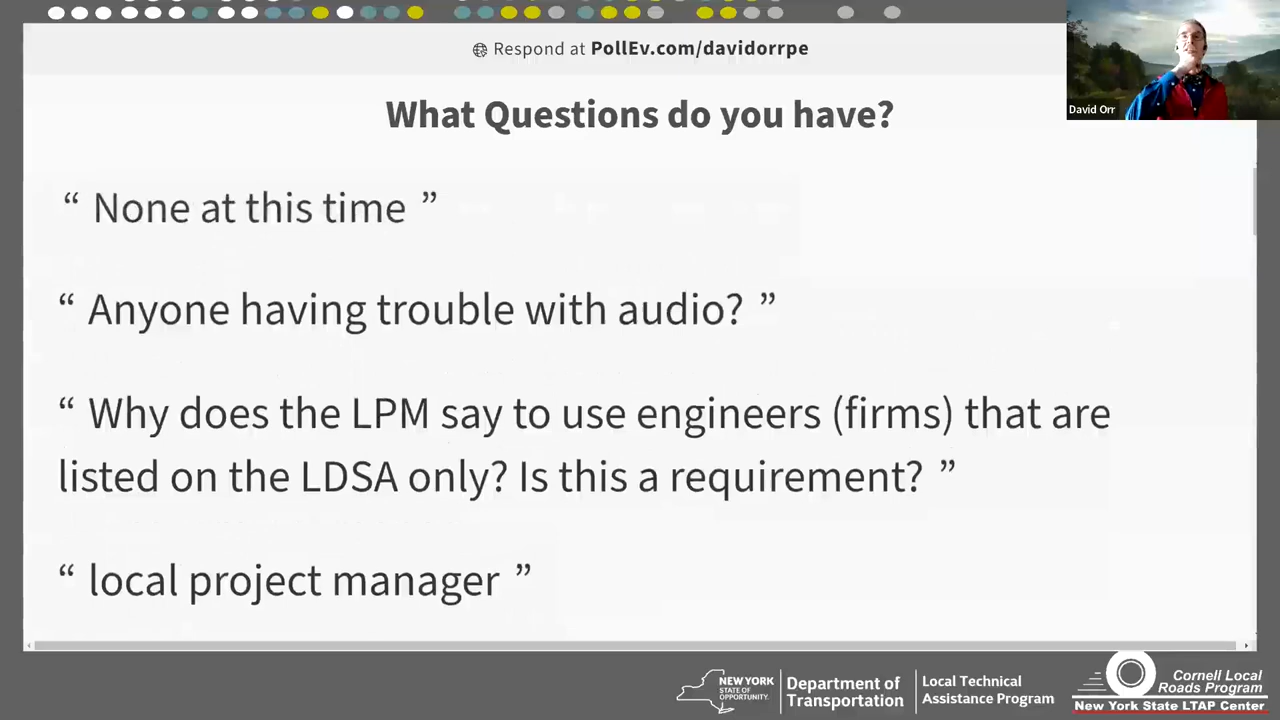 Respond at PollEv.com/davidorrpe
David Orr
What Questions do you have?
“ None at this time ”
“ Anyone having trouble with audio? ”
“ Why does the LPM say to use engineers (firms) that are
listed on the LDSA only? Is this a requirement? ”
“ local project manager ”
NEW YORK
STATE OF
OPPORTUNITY.
Department of
Transportation
Local Technical
Assistance Program
Cornell Local
Roads Program
New York State LTAP Center